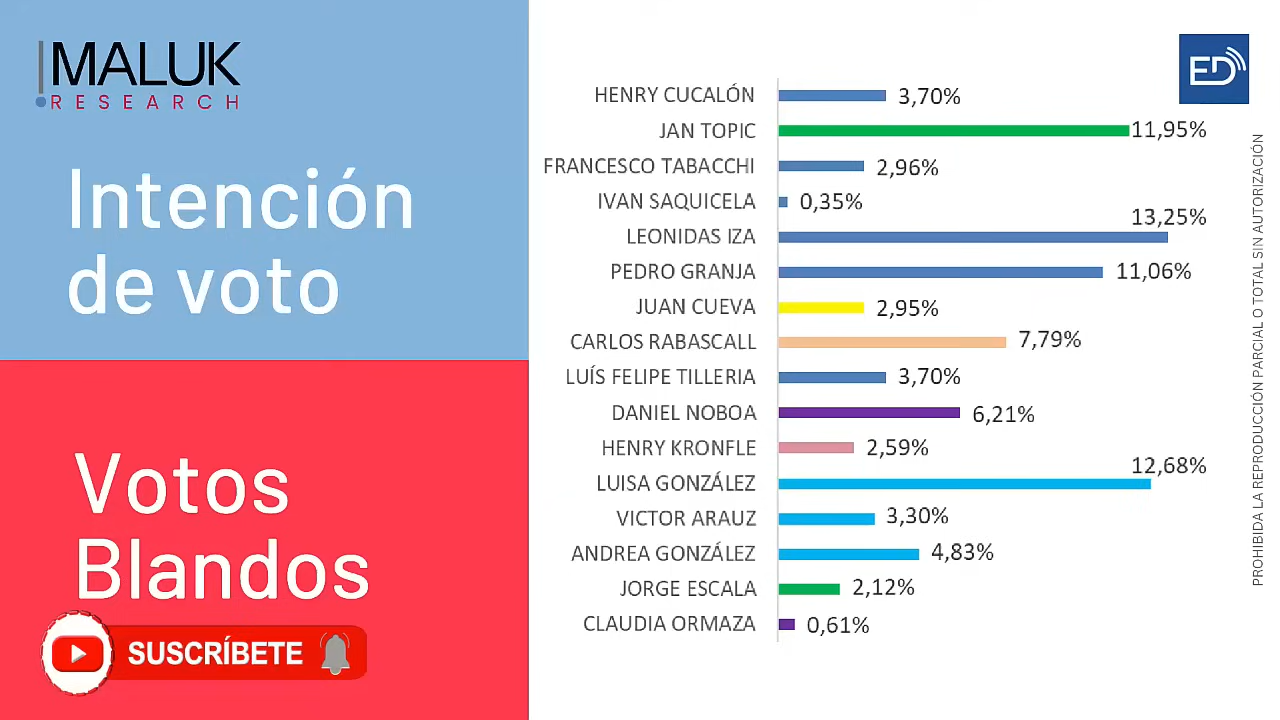 MALUK
RESEARCH
Intención
de voto
Votos
Blandos
SUSCRÍBETE
HENRY CUCALÓN 3,70%
JAN TOPIC 11,95%
FRANCESCO TABACCHI 2,96%
IVAN SAQUICELA 0,35%
LEONIDAS IZA 13,25%
PEDRO GRANJA 11,06%
JUAN CUEVA 2,95%
CARLOS RABASCALL 7,79%
LUÍS FELIPE TILLERIA 3,70%
DANIEL NOBOA 6,21%
HENRY KRONFLE 2,59%
LUISA GONZÁLEZ 12,68%
VICTOR ARAUZ 3,30%
ANDREA GONZÁLEZ 4,83%
JORGE ESCALA 2,12%
CLAUDIA ORMAZA 0,61%
ED
PROHIBIDA LA REPRODUCCIÓN PARCIAL O TOTAL SIN AUTORIZACIÓN